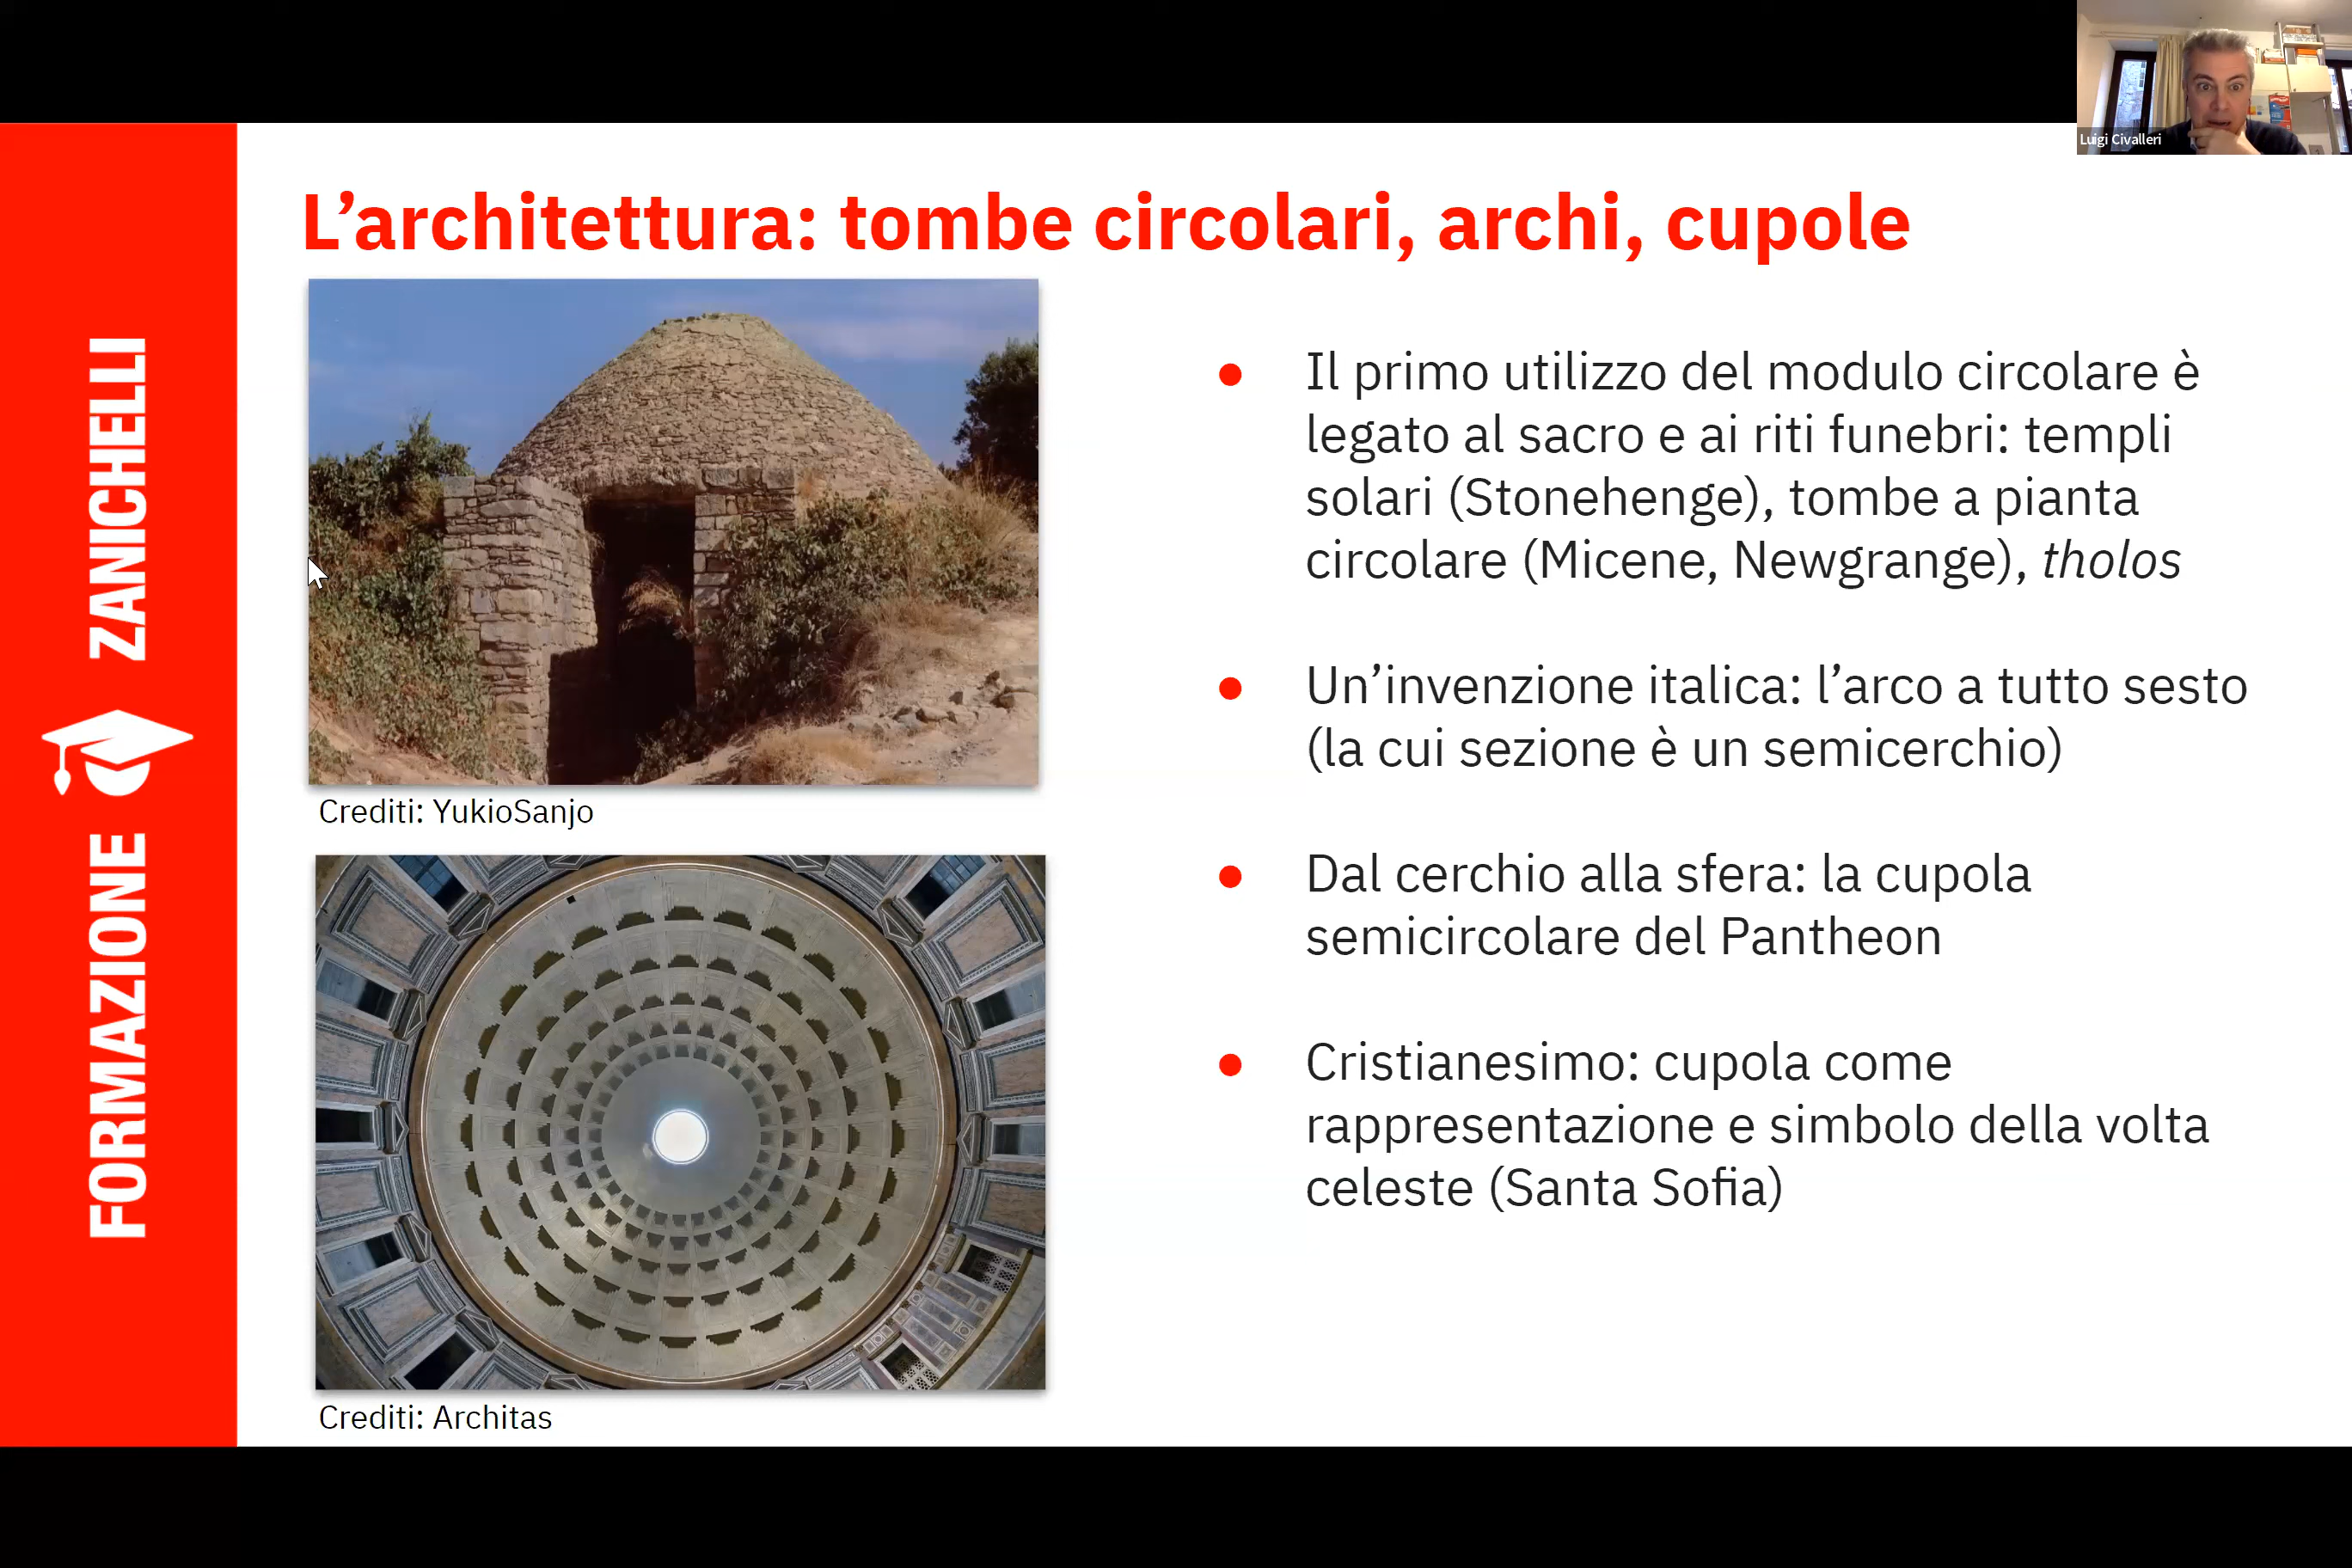 Luigi Civalleri
FORMAZIONE ZANICHELLI
L’architettura: tombe circolari, archi, cupole
Crediti: YukioSanjo
Crediti: Architas
● Il primo utilizzo del modulo circolare è
legato al sacro e ai riti funebri: templi
solari (Stonehenge), tombe a pianta
circolare (Micene, Newgrange), tholos
● Un’invenzione italica: l’arco a tutto sesto
(la cui sezione è un semicerchio)
● Dal cerchio alla sfera: la cupola
semicircolare del Pantheon
● Cristianesimo: cupola come
rappresentazione e simbolo della volta
celeste (Santa Sofia)